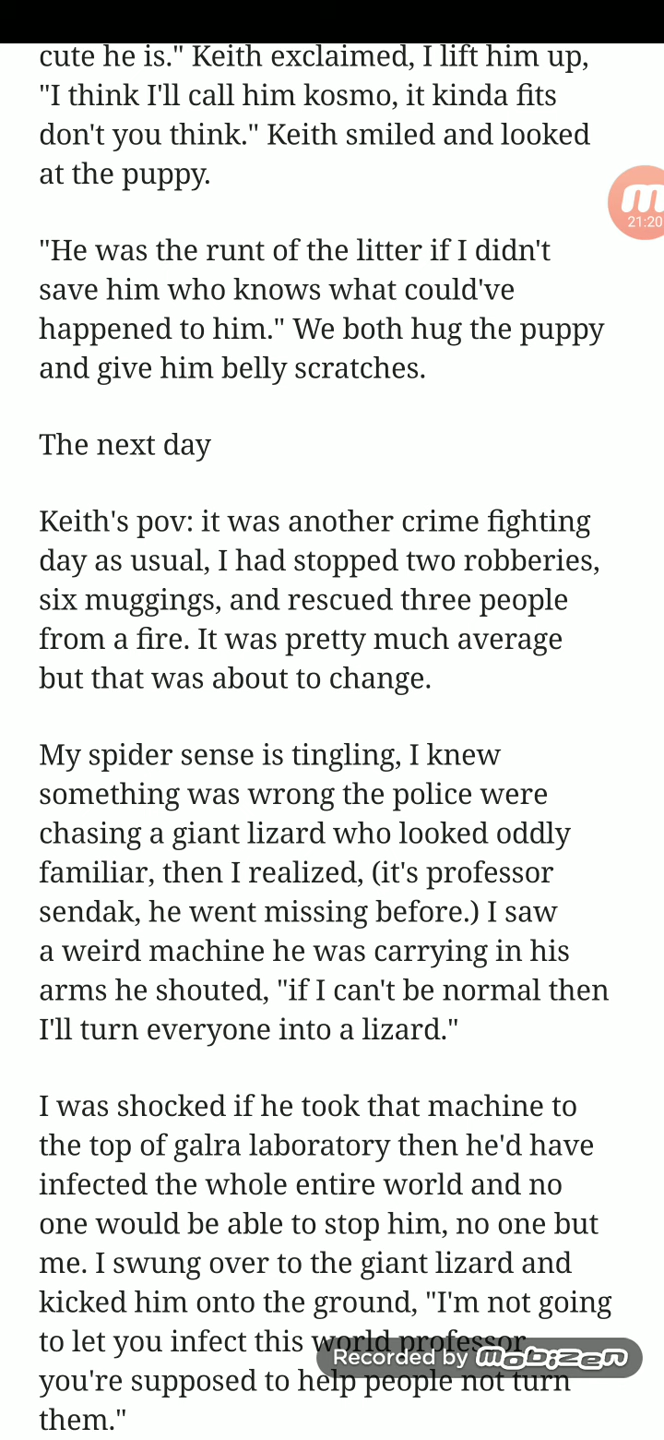 cute he is." Keith exclaimed, I lift him up,
"I think I'll call him kosmo, it kinda fits
don't you think." Keith smiled and looked
at the puppy.
21:20
"He was the runt of the litter if I didn't
save him who knows what could've
happened to him." We both hug the puppy
and give him belly scratches.
The next day
Keith's pov: it was another crime fighting
day as usual, I had stopped two robberies,
six muggings, and rescued three people
from a fire. It was pretty much average
but that was about to change.
My spider sense is tingling, I knew
something was wrong the police were
chasing a giant lizard who looked oddly
familiar, then I realized, (it's professor
sendak, he went missing before.) I saw
a weird machine he was carrying in his
arms he shouted, "if I can't be normal then
I'll turn everyone into a lizard."
I was shocked if he took that machine to
the top of galra laboratory then he'd have
infected the whole entire world and no
one would be able to stop him, no one but
me. I swung over to the giant lizard and
kicked him onto the ground, "I'm not going
to let you infect this world professor
Recorded by mobizen
you're supposed to help people not turn
them."